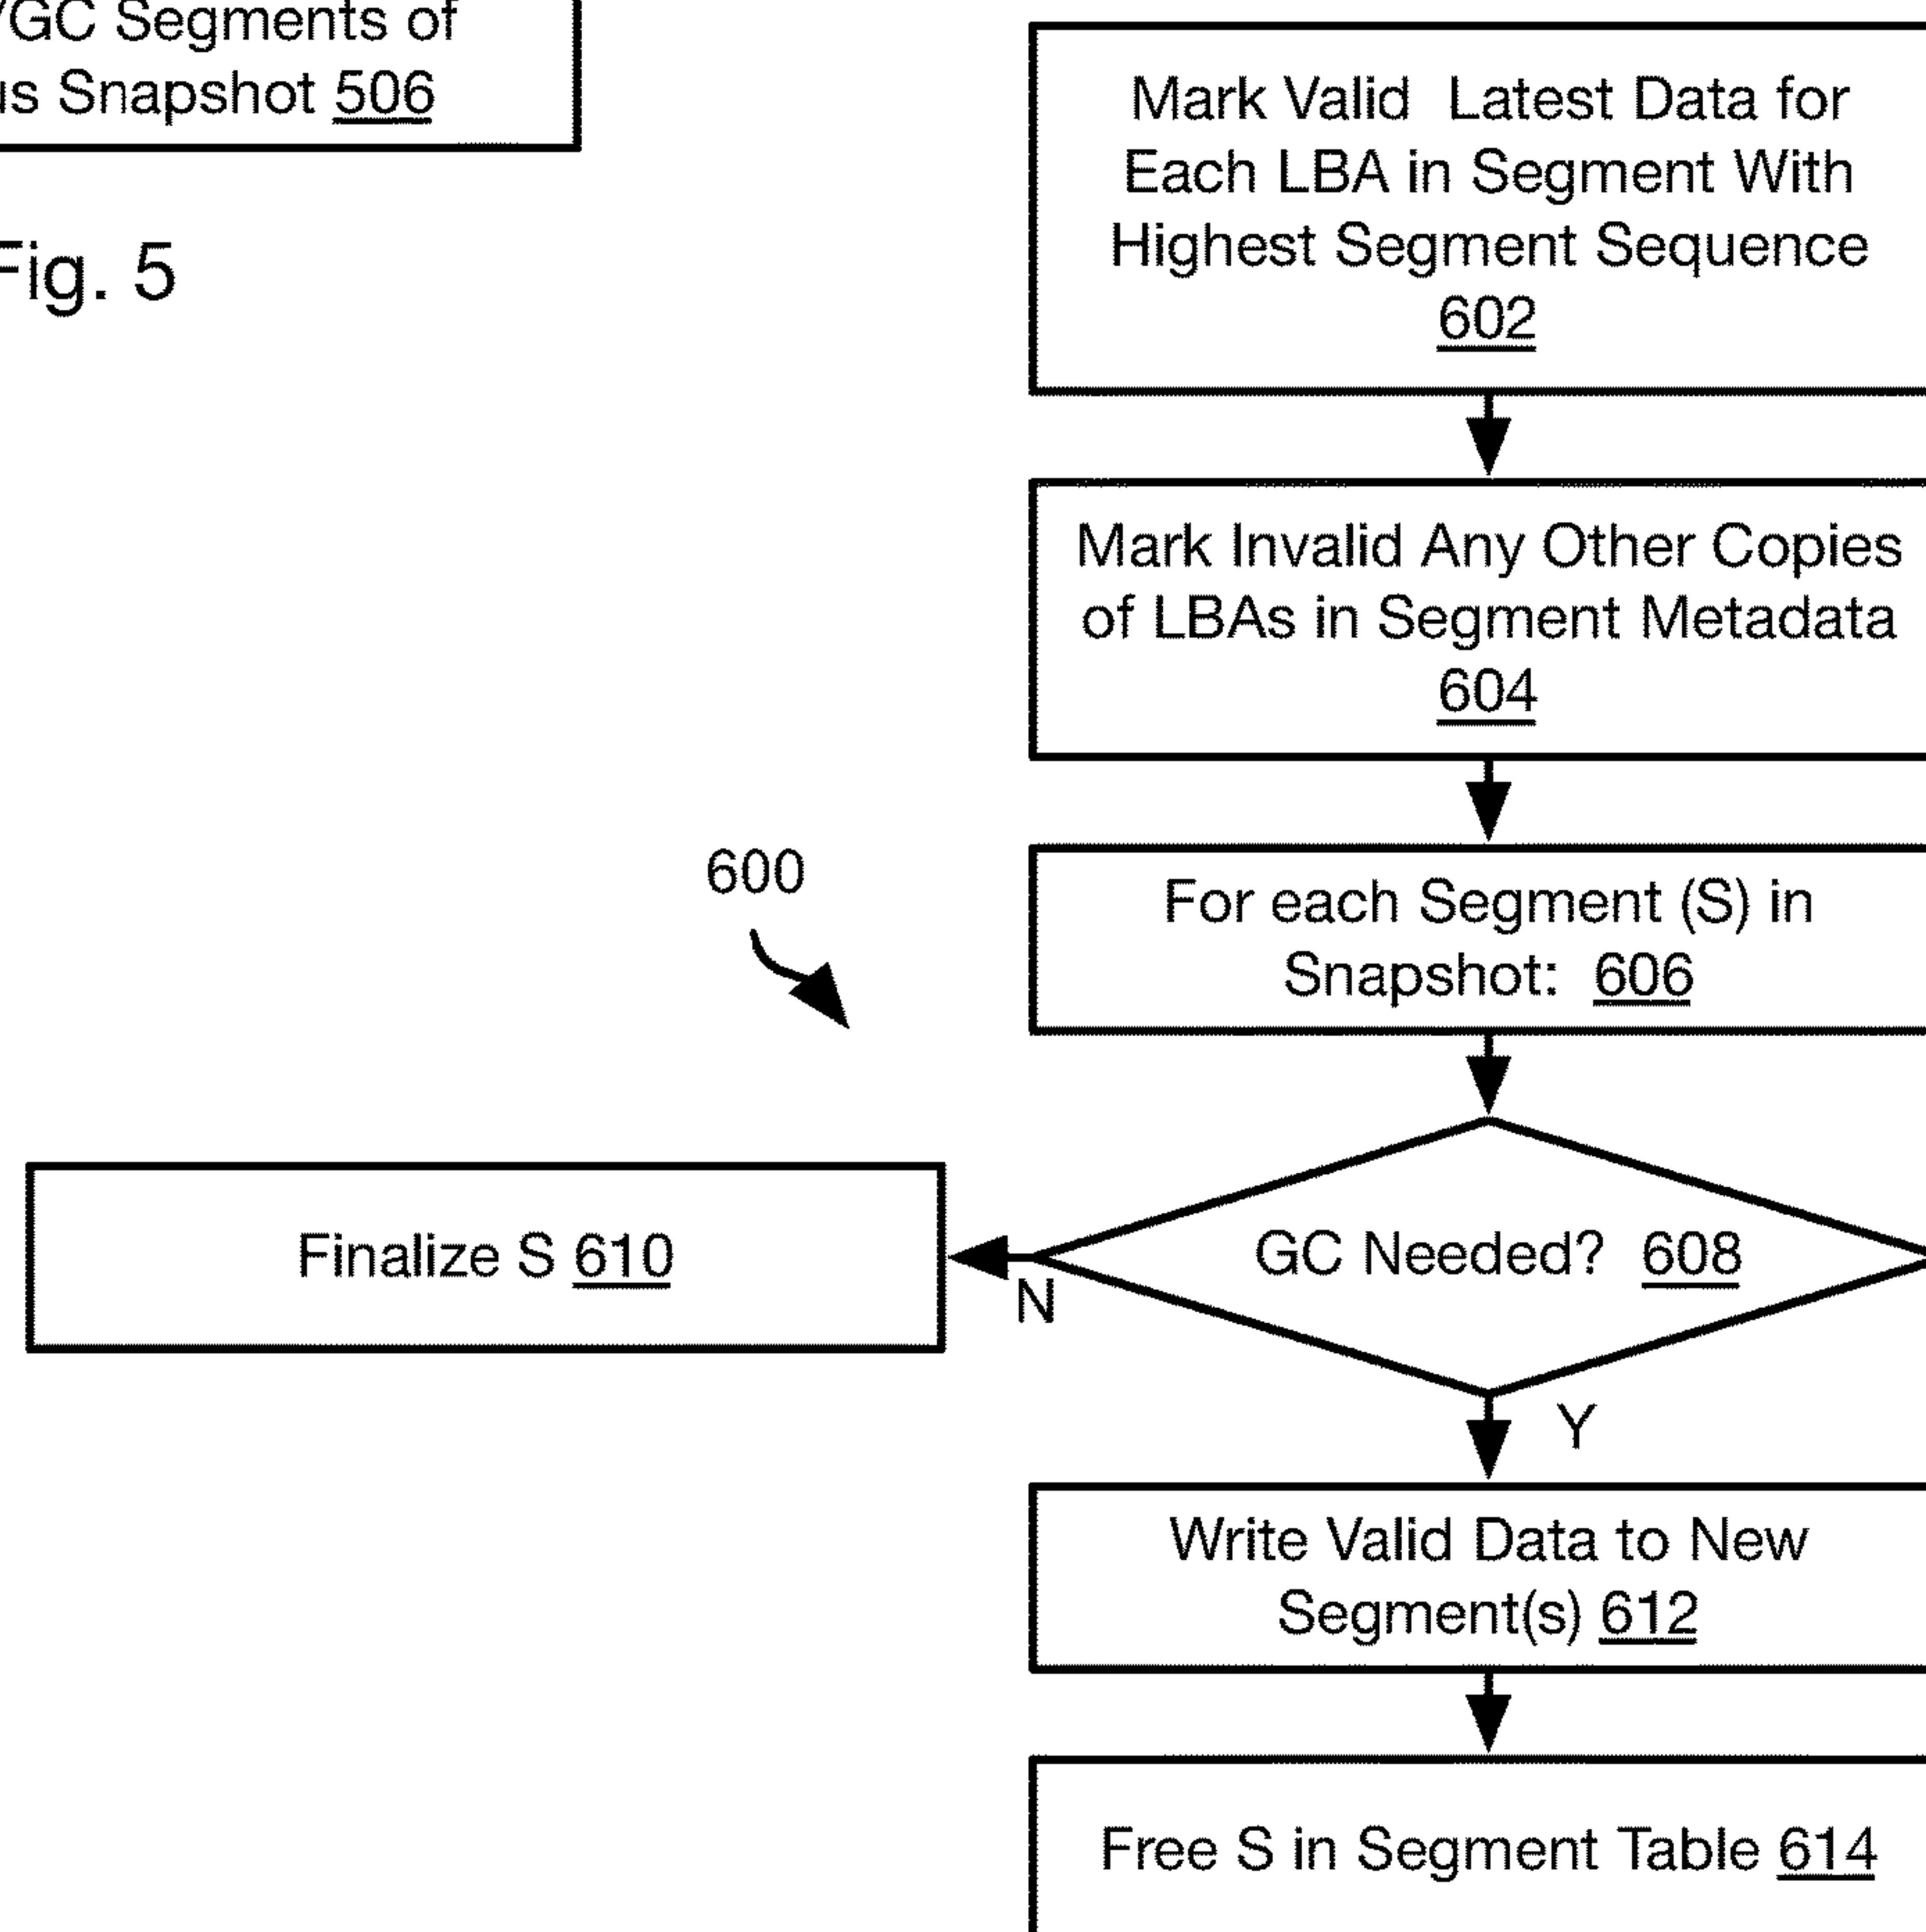 /GC Segments of
us Snapshot 506
Fig. 5
Mark Valid Latest Data for
Each LBA in Segment With
Highest Segment Sequence
602
Mark Invalid Any Other Copies
of LBAs in Segment Metadata
604
600
For each Segment (S) in
Snapshot: 606
GC Needed? 608
N
Finalize S 610
Y
Write Valid Data to New
Segment(s) 612
Free S in Segment Table 614